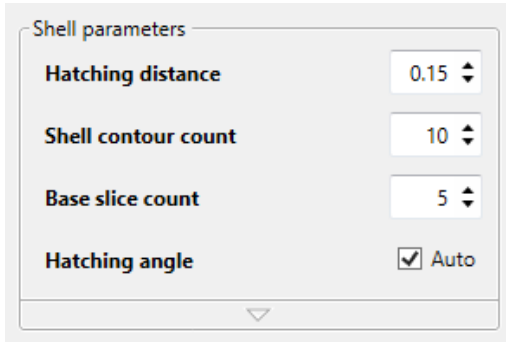 Shell parameters
Hatching distance 0.15
Shell contour count 10
Base slice count 5
Hatching angle Auto